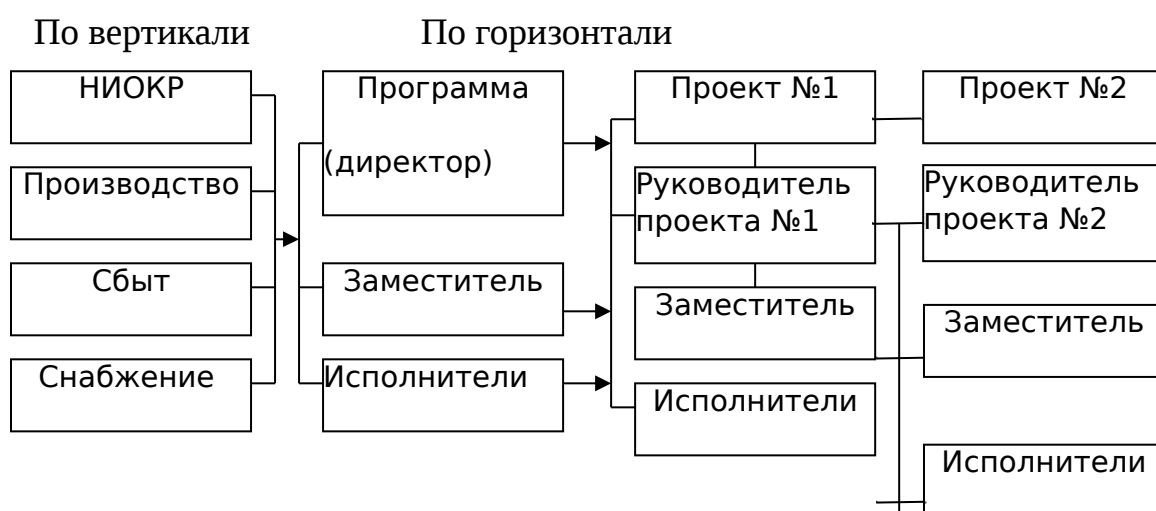 По вертикали
По горизонтали
НИОКР
Производство
Сбыт
Снабжение
Программа
(директор)
Заместитель
Исполнители
Проект №1
Руководитель
проекта №1
Заместитель
Исполнители
Проект №2
Руководитель
проекта №2
Заместитель
Исполнители